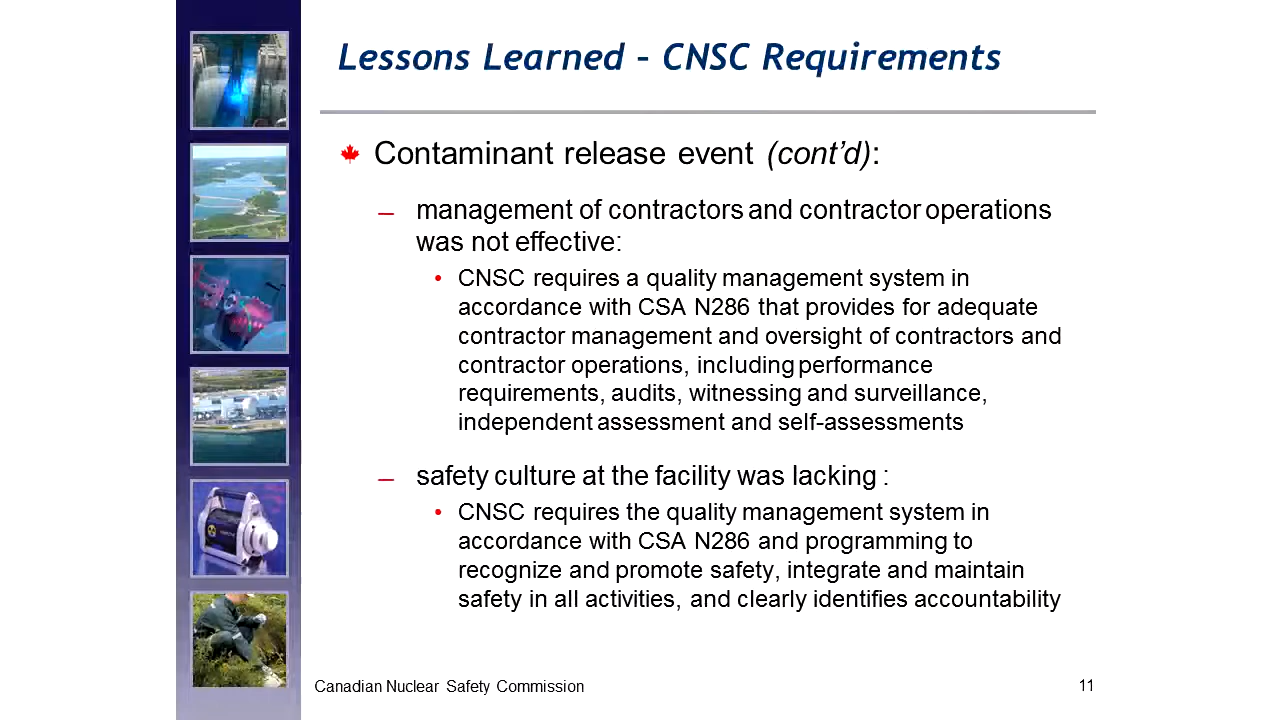 Lessons Learned – CNSC Requirements
Contaminant release event (cont’d):
– management of contractors and contractor operations
was not effective:
• CNSC requires a quality management system in
accordance with CSA N286 that provides for adequate
contractor management and oversight of contractors and
contractor operations, including performance
requirements, audits, witnessing and surveillance,
independent assessment and self-assessments
– safety culture at the facility was lacking :
• CNSC requires the quality management system in
accordance with CSA N286 and programming to
recognize and promote safety, integrate and maintain
safety in all activities, and clearly identifies accountability
Canadian Nuclear Safety Commission
11